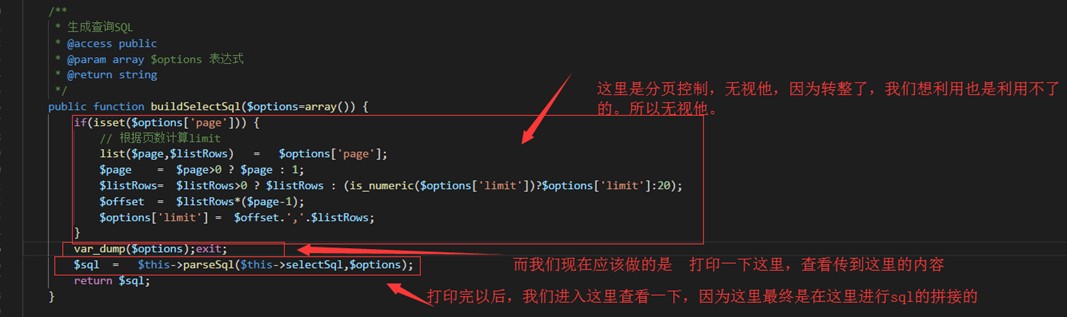 /**
* 生成查询SQL
* @access public
* @param array $options 表达式
* @return string
*/
public function buildSelectSql($options=array()) {
这里是分页控制，无视他，因为转整了，我们想利用也是利用不了
的。所以无视他。
if(isset($options['page'])) {
// 根据页数计算limit
list($page,$listRows)   =   $options['page'];
$page    =  $page>0 ? $page : 1;
$listRows=  $listRows>0 ? $listRows : (is_numeric($options['limit'])?$options['limit']:20);
$offset  =  $listRows*($page-1);
$options['limit'] =  $offset.','.$listRows;
}
var_dump($options);exit;
而我们现在应该做的是  打印一下这里，查看传到这里的内容
$sql  =   $this->parseSql($this->selectSql,$options);
return $sql;
打印完以后，我们进入这里查看一下，因为这里最终是在这里进行sql的拼接的
}